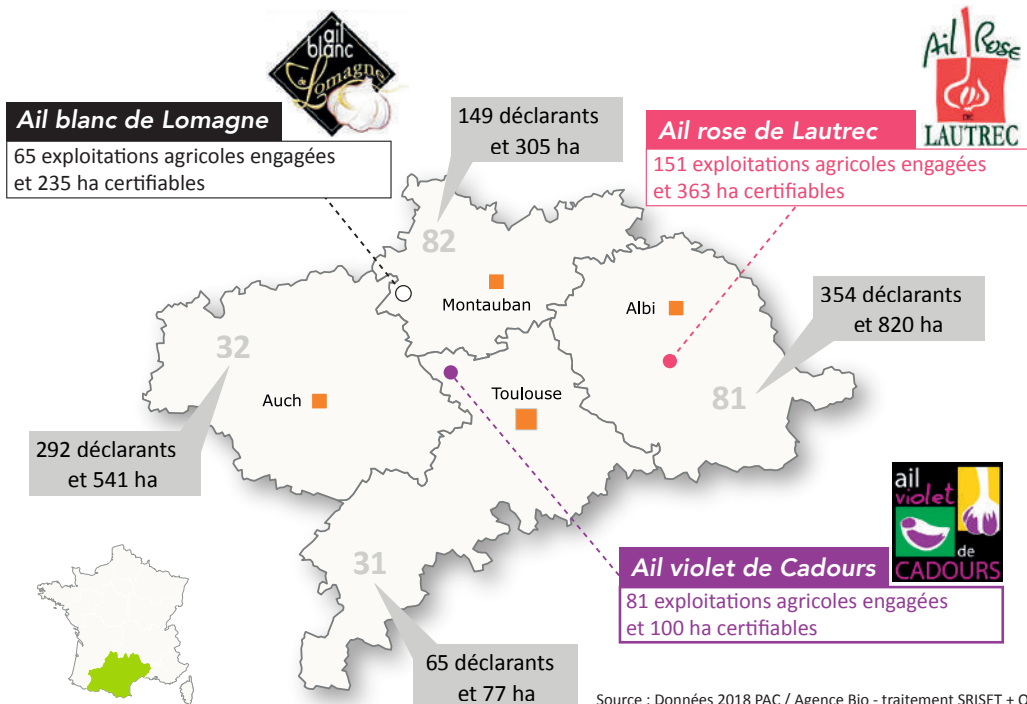 ail
blanc
de
Lomagne
Ail Rose
DE
LAUTREC
Ail blanc de Lomagne
65 exploitations agricoles engagées
et 235 ha certifiables
149 déclarants
et 305 ha
Ail rose de Lautrec
151 exploitations agricoles engagées
et 363 ha certifiables
82
Montauban
Albi
354 déclarants
et 820 ha
32
Auch
Toulouse
81
292 déclarants
et 541 ha
31
ail
violet
de
CADOURS
Ail violet de Cadours
81 exploitations agricoles engagées
et 100 ha certifiables
65 déclarants
et 77 ha
Source : Données 2018 PAC / Agence Bio - traitement SRISET + O